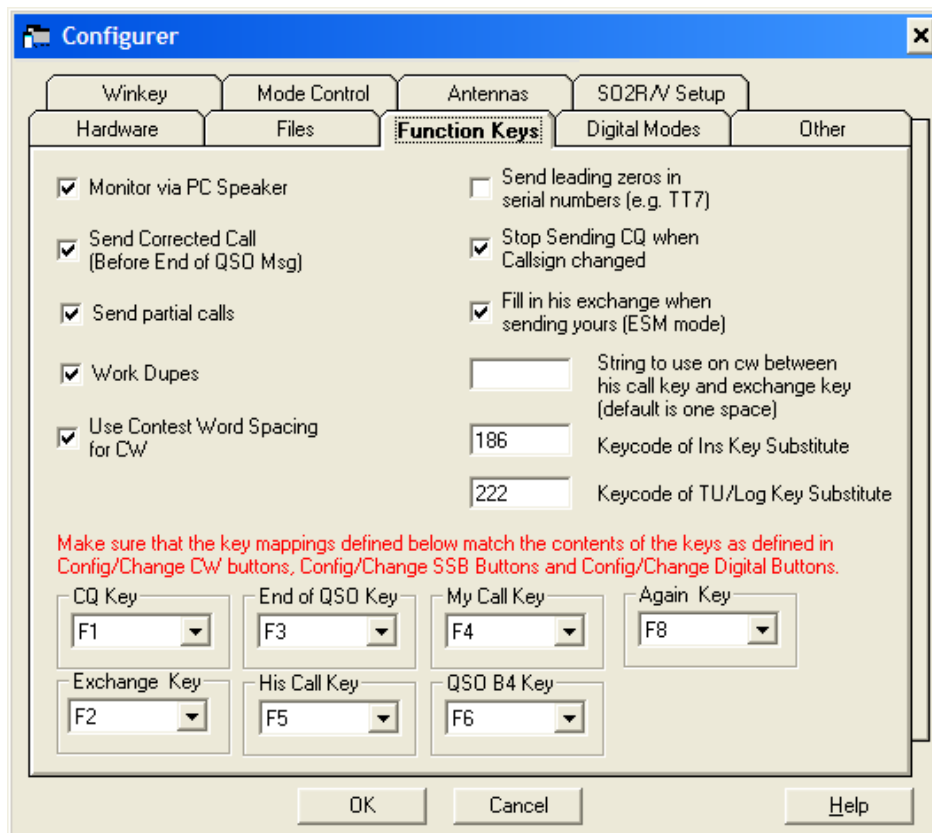 Configurer
Winkey
Mode Control
Antennas
SO2R/V Setup
Hardware
Files
Function Keys
Digital Modes
Other
Monitor via PC Speaker
Send Corrected Call
(Before End of QSO Msg)
Send partial calls
Work Dupes
Use Contest Word Spacing
for CW
Send leading zeros in
serial numbers (e.g. TT7)
Stop Sending CQ when
Callsign changed
Fill in his exchange when
sending yours (ESM mode)
String to use on cw between
his call key and exchange key
(default is one space)
186
Keycode of Ins Key Substitute
222
Keycode of TU/Log Key Substitute
Make sure that the key mappings defined below match the contents of the keys as defined in
Config/Change CW buttons, Config/Change SSB Buttons and Config/Change Digital Buttons.
CQ Key
F1
End of QSO Key
F3
My Call Key
F4
Again Key
F8
Exchange Key
F2
His Call Key
F5
QSO B4 Key
F6
OK
Cancel
Help